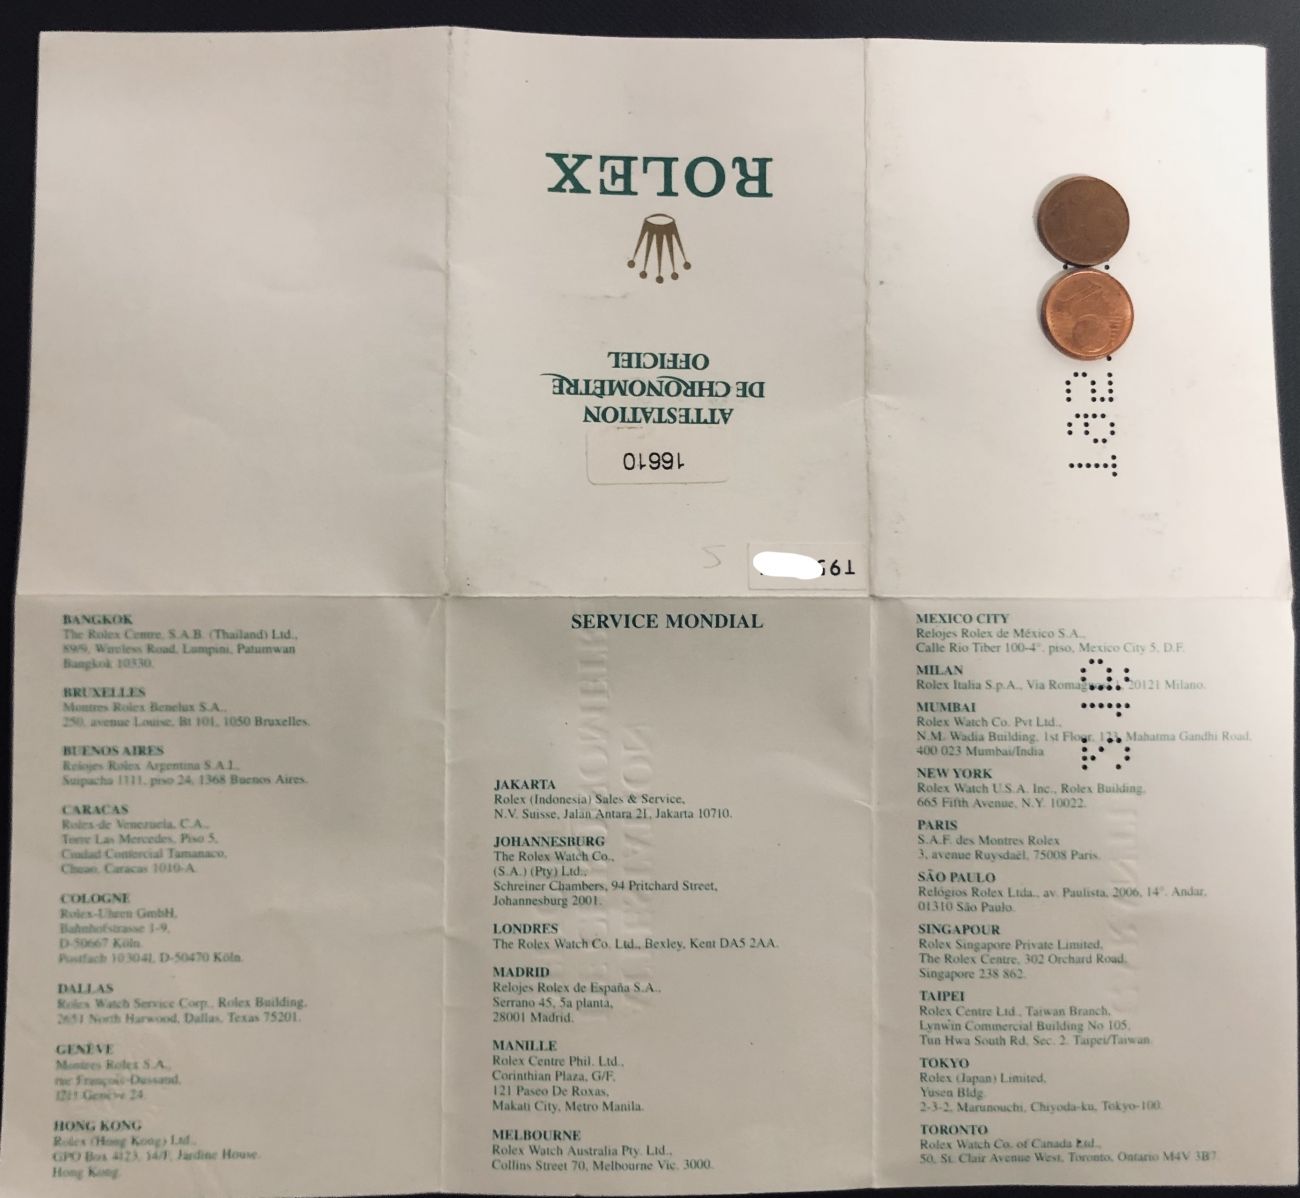 ROLEX
ATTESTATION
DE CHRONOMÈTRE
OFFICIEL
16610
T19
SERVICE MONDIAL
BANGKOK
The Rolex Centre, S.A.B. (Thailand) Ltd.,
89/9, Wireless Road, Lumpini, Patumwan
Bangkok 10330.
BRUXELLES
Montres Rolex Benelux S.A.,
250, avenue Louise, Bt 101, 1050 Bruxelles.
BUENOS AIRES
Relojes Rolex Argentina S.A.I.,
Suipacha 1111, piso 24, 1368 Buenos Aires.
CARACAS
Rolex de Venezuela, C.A.,
Torre Las Mercedes, Piso 5,
Ciudad Comercial Tamanaco,
Chuao, Caracas 1010-A.
COLOGNE
Rolex-Uhren GmbH,
Bahnhofstrasse 1-9,
D-50667 Köln.
Postfach 103041, D-50470 Köln.
DALLAS
Rolex Watch Service Corp., Rolex Building,
2651 North Harwood, Dallas, Texas 75201.
GENÈVE
Montres Rolex S.A.,
rue François-Dussaud,
1211 Genève 24.
HONG KONG
Rolex (Hong Kong) Ltd.,
GPO Box 4123, 14/F, Jardine House,
Hong Kong.
JAKARTA
Rolex (Indonesia) Sales & Service,
N.V. Suisse, Jalan Antara 21, Jakarta 10710.
JOHANNESBURG
The Rolex Watch Co.,
(S.A.) (Pty) Ltd.,
Schreiner Chambers, 94 Pritchard Street,
Johannesburg 2001.
LONDRES
The Rolex Watch Co. Ltd., Bexley, Kent DA5 2AA.
MADRID
Relojes Rolex de España S.A.,
Serrano 45, 5a planta,
28001 Madrid.
MANILLE
Rolex Centre Phil. Ltd.,
Corinthian Plaza, G/F,
121 Paseo De Roxas,
Makati City, Metro Manila.
MELBOURNE
Rolex Watch Australia Pty. Ltd.,
Collins Street 70, Melbourne Vic. 3000.
MEXICO CITY
Relojes Rolex de México S.A.,
Calle Rio Tiber 100-4°. piso, Mexico City 5, D.F.
MILAN
Rolex Italia S.p.A., Via 20121 Milano.
MUMBAI
Rolex Watch Co. Pvt Ltd.,
N.M. Wadia Building, 1st Floor, 123, Mahatma Gandhi Road,
400 023 Mumbai/India
NEW YORK
Rolex Watch U.S.A. Inc., Rolex Building,
665 Fifth Avenue, N.Y. 10022.
PARIS
S.A.F. des Montres Rolex
3, avenue Ruysdaël, 75008 Paris.
SÃO PAULO
Relógios Rolex Ltda., av. Paulista, 2006, 14°. Andar,
01310 São Paulo.
SINGAPOUR
Rolex Singapore Private Limited,
The Rolex Centre, 302 Orchard Road,
Singapore 238 862.
TAIPEI
Rolex Centre Ltd., Taiwan Branch,
Lynwin Commercial Building No 105,
Tun Hwa South Rd, Sec. 2. Taipei/Taiwan.
TOKYO
Rolex (Japan) Limited,
Yusen Bldg.
2-3-2, Marunouchi, Chiyoda-ku, Tokyo-100.
TORONTO
Rolex Watch Co. of Canada Ltd.,
50, St. Clair Avenue West, Toronto, Ontario M4V 3B7.